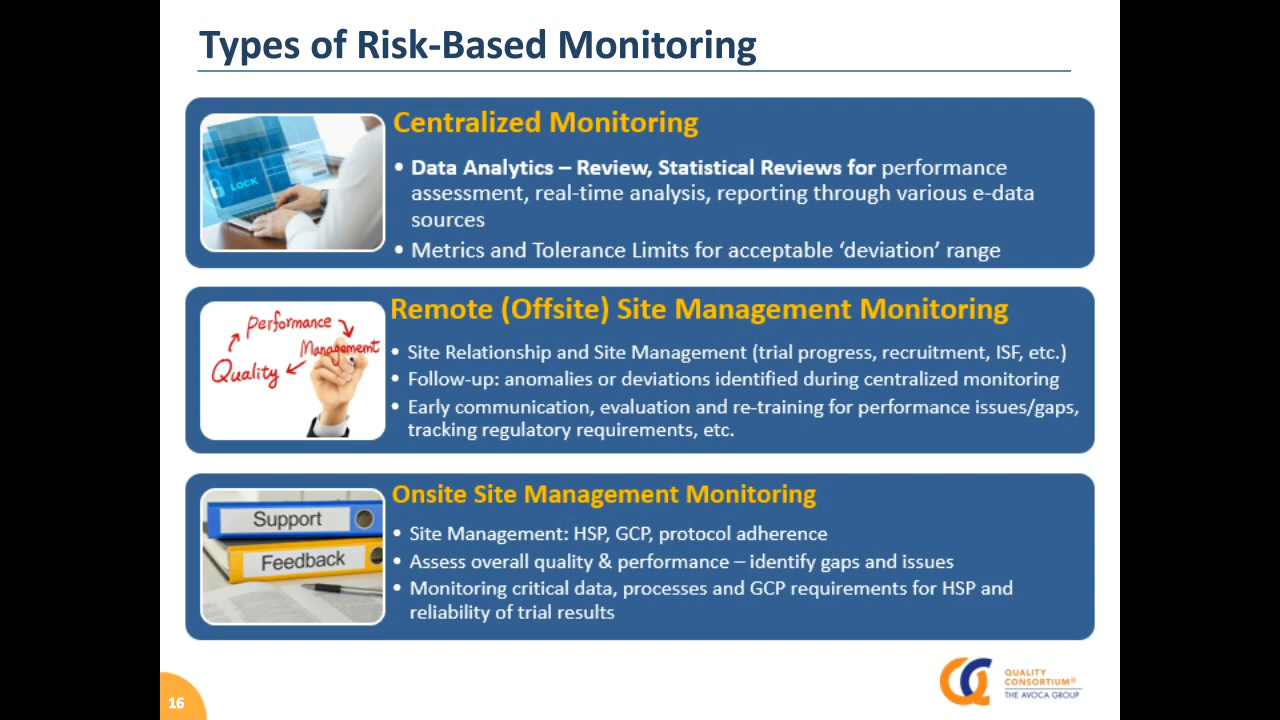 Types of Risk-Based Monitoring
LOCK
Centralized Monitoring
• Data Analytics – Review, Statistical Reviews for performance
assessment, real-time analysis, reporting through various e-data
sources
• Metrics and Tolerance Limits for acceptable ‘deviation’ range
Performance
Management
Quality
Remote (Offsite) Site Management Monitoring
• Site Relationship and Site Management (trial progress, recruitment, ISF, etc.)
• Follow-up: anomalies or deviations identified during centralized monitoring
• Early communication, evaluation and re-training for performance issues/gaps,
tracking regulatory requirements, etc.
Support
Feedback
Onsite Site Management Monitoring
• Site Management: HSP, GCP, protocol adherence
• Assess overall quality & performance – identify gaps and issues
• Monitoring critical data, processes and GCP requirements for HSP and
reliability of trial results
16
QUALITY
CONSORTIUM®
THE AVOCA GROUP